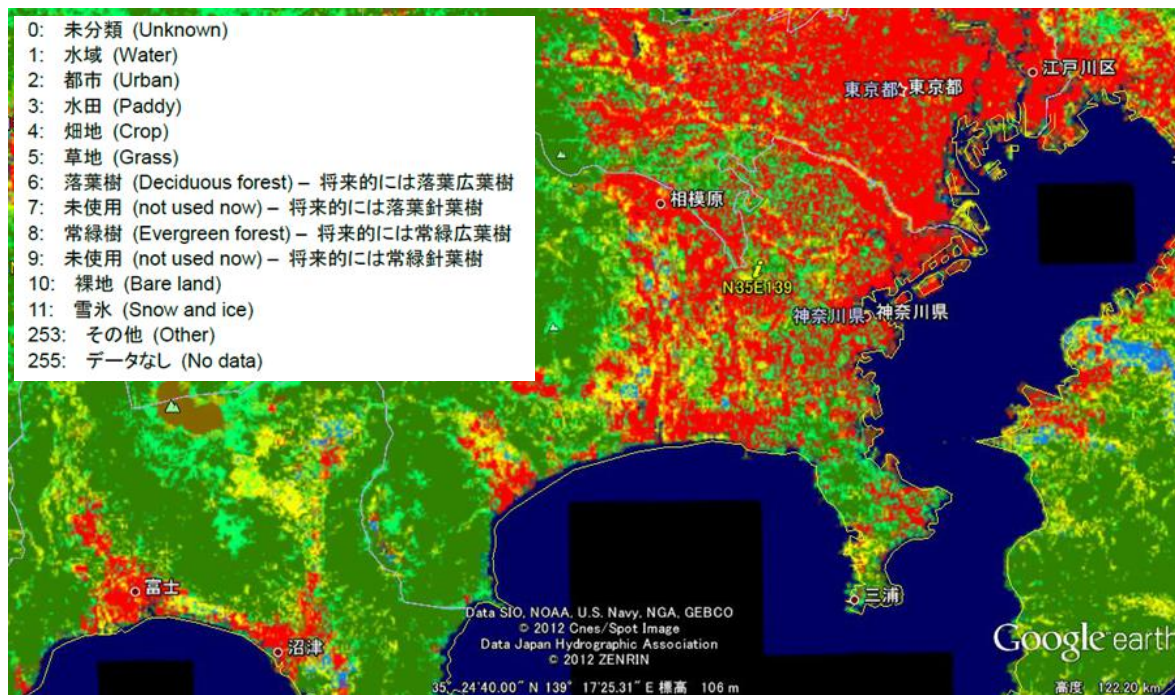 0: 未分類 (Unknown)
1: 水域 (Water)
2: 都市 (Urban)
3: 水田 (Paddy)
4: 畑地 (Crop)
5: 草地 (Grass)
6: 落葉樹 (Deciduous forest) – 将来的には落葉広葉樹
7: 未使用 (not used now) – 将来的には落葉針葉樹
8: 常緑樹 (Evergreen forest) – 将来的には常緑広葉樹
9: 未使用 (not used now) – 将来的には常緑針葉樹
10: 裸地 (Bare land)
11: 雪氷 (Snow and ice)
253: その他 (Other)
255: データなし (No data)
江戸川区
東京都 東京都
相模原
N35E139
神奈川県 神奈川県
富士
沼津
三浦
Data SIO, NOAA, U.S. Navy, NGA, GEBCO
© 2012 Cnes/Spot Image
Data Japan Hydrographic Association
© 2012 ZENRIN
Google earth
35° 24'40.00" N 139° 17'25.31" E 標高 106 m
高度 122.20 km